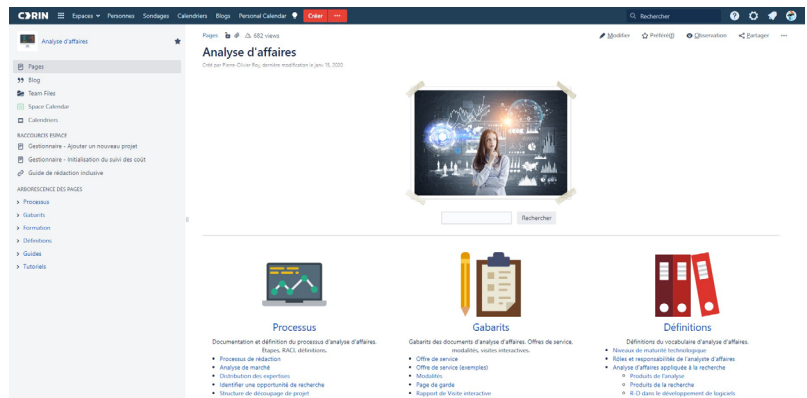 CDRIN Espaces Personnes Sondages Calendriers Blogs Personal Calendar Créer ··· Rechercher
Analyse d'affaires
Pages
Blog
Team Files
Space Calendar
Calendriers
RACCOURCIS ESPACE
Gestionnaire - Ajouter un nouveau projet
Gestionnaire - Initialisation du suivi des coût
Guide de rédaction inclusive
ARBORESCENCE DES PAGES
Processus
Gabarits
Formation
Définitions
Guides
Tutoriels
Pages 682 views Modifier Préféré(e) Observation Partager ···
Analyse d'affaires
Créé par Pierre-Olivier Roy, dernière modification le janv. 15, 2020
Rechercher
Processus
Documentation et définition du processus d'analyse d'affaires.
Étapes, RACI, définitions.
• Processus de rédaction
• Analyse de marché
• Distribution des expertises
• Identifier une opportunité de recherche
• Structure de découpage de projet
Gabarits
Gabarits des documents d'analyse d'affaires. Offres de service,
modalités, visites interactives.
• Offre de service
• Offre de service (exemples)
• Modalités
• Page de garde
• Rapport de Visite interactive
Définitions
Définitions du vocabulaire d'analyse d'affaires.
• Niveaux de maturité technologique
• Rôles et responsabilités de l'analyste d'affaires
• Analyse d'affaires appliquée à la recherche
Produits de l'analyse
Produits de la recherche
R-D dans le développement de logiciels